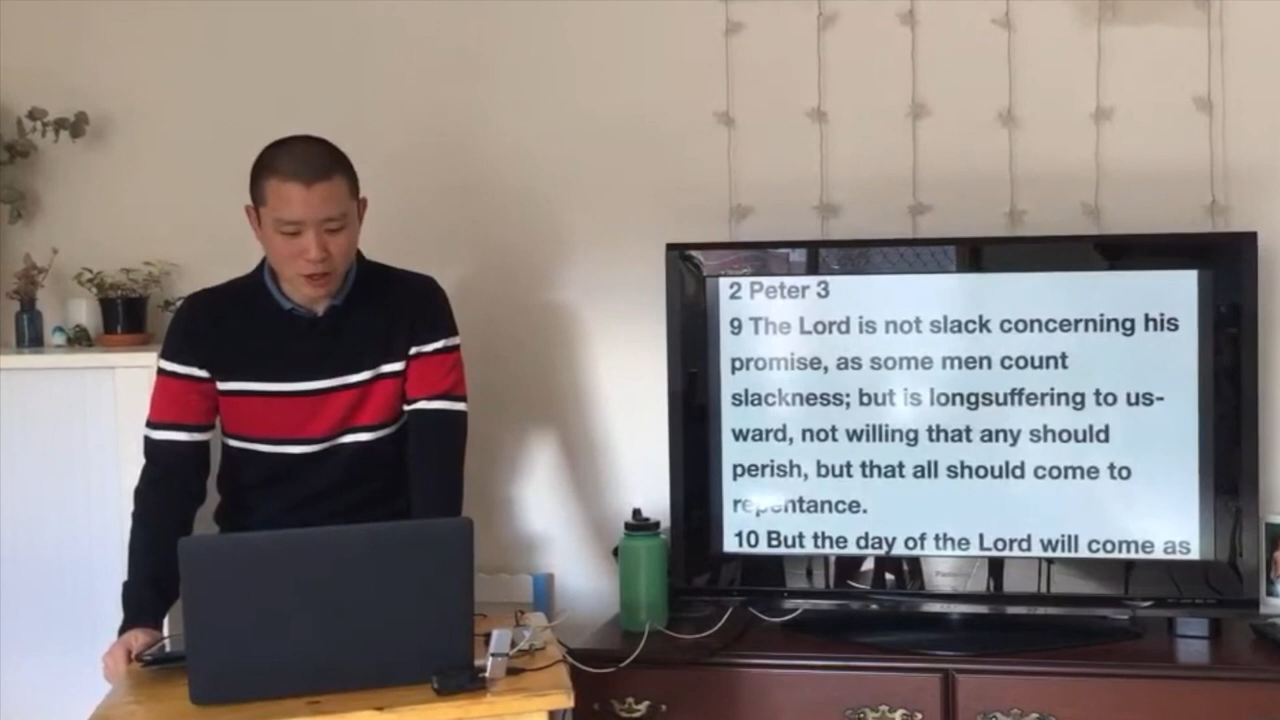 2 Peter 3
9 The Lord is not slack concerning his
promise, as some men count
slackness; but is longsuffering to us-
ward, not willing that any should
perish, but that all should come to
repentance.
10 But the day of the Lord will come as
Panasonic